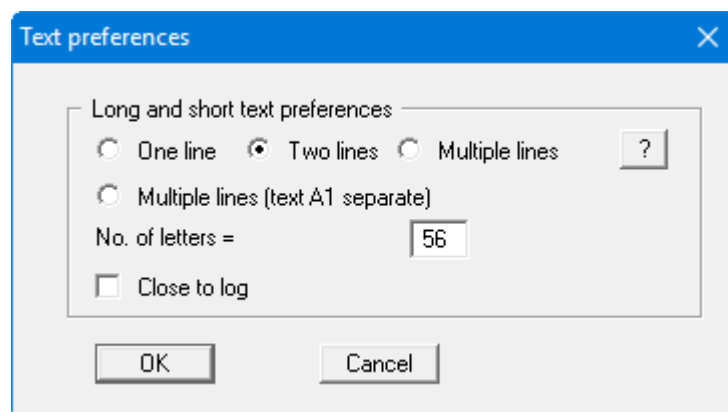 Text preferences
Long and short text preferences
One line Two lines Multiple lines ?
Multiple lines (text A1 separate)
No. of letters = 56
Close to log
OK Cancel